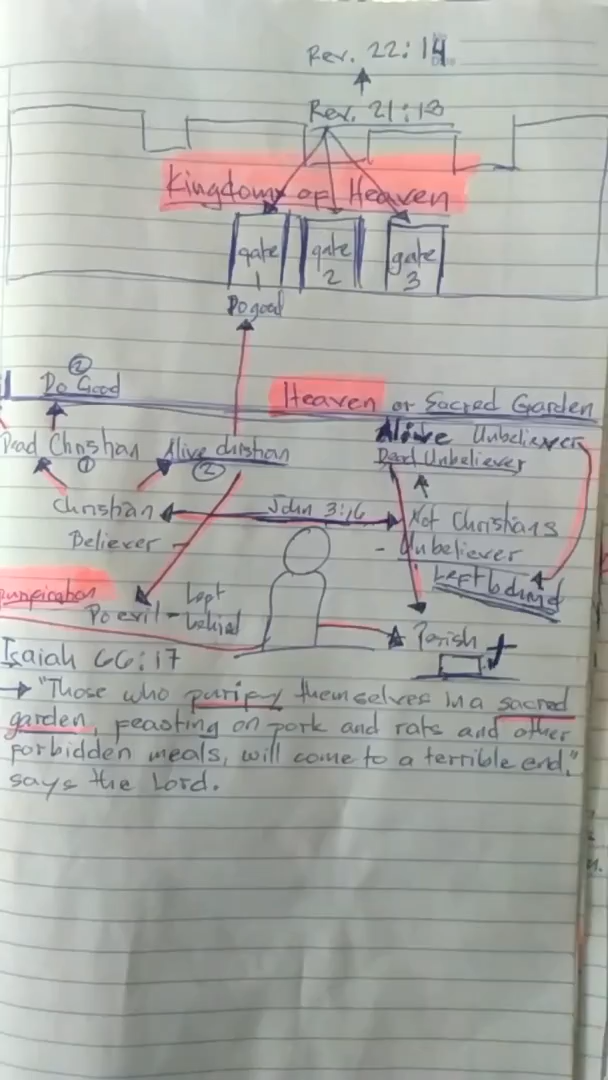 Rev. 22:14
Rev. 21:13
Kingdom of Heaven
gate 1
gate 2
gate 3
Do good
②
Do Good
Heaven or Sacred Garden
Alive Unbeliever
Dead Christian
①
Alive christian
②
Dead Unbeliever
Christian
John 3:16
Not Christians
Believer -
- Unbeliever
Left behind
purification
Do evil - Left behind
Perish
Isaiah 66:17
"Those who purify themselves in a sacred
garden, feasting on pork and rats and other
forbidden meals, will come to a terrible end,"
says the Lord.